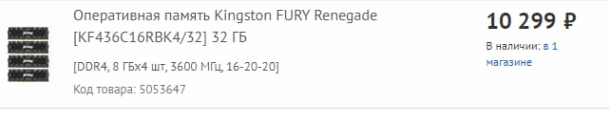 Оперативная память Kingston FURY Renegade
[KF436C16RBK4/32] 32 ГБ
[DDR4, 8 ГБx4 шт, 3600 МГц, 16-20-20]
Код товара: 5053647
10 299 ₽
В наличии: в 1
магазине